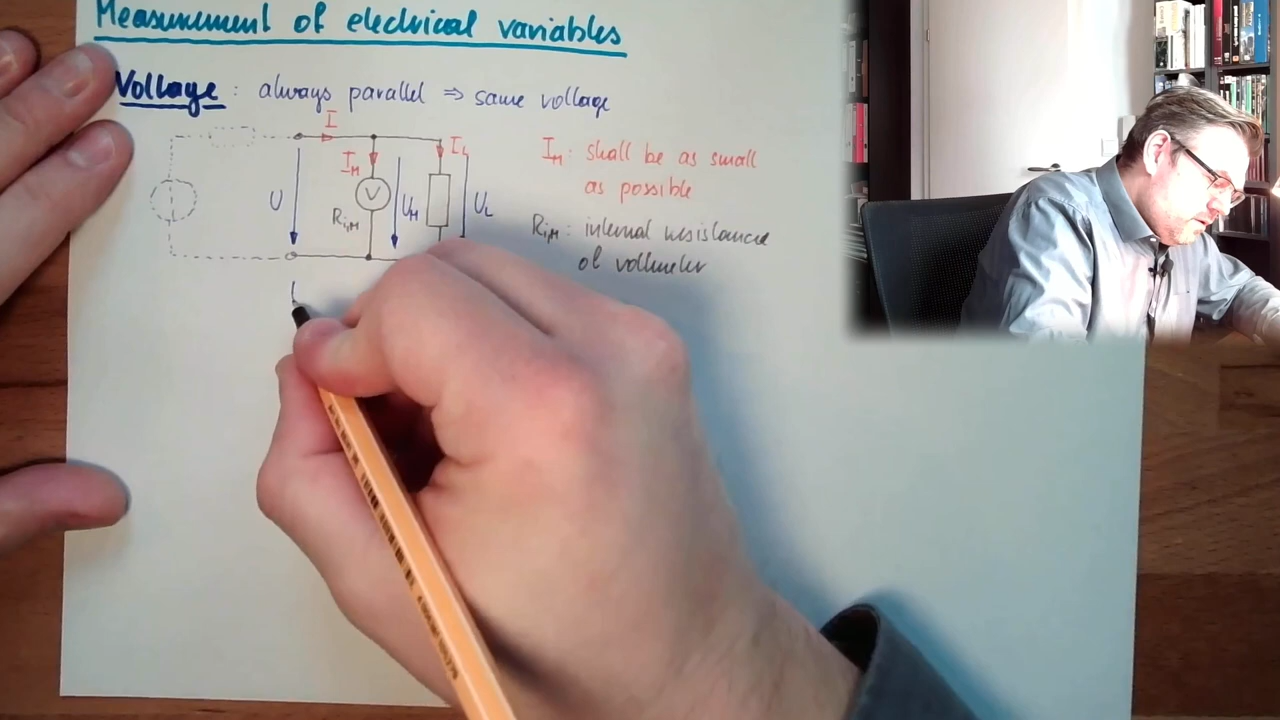 Measurement of electrical variables
Voltage : always parallel ⇒ same voltage
I
I_M
I_L
V
U
R_i,M
U_M
U_L
I_M : shall be as small
as possible
R_i,M : internal resistance
of voltmeter